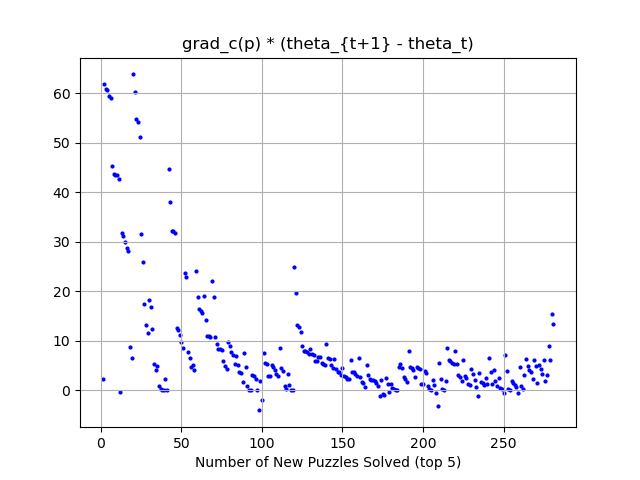 grad_c(p) * (theta_{t+1} - theta_t)
60
50
40
30
20
10
0
0 50 100 150 200 250
Number of New Puzzles Solved (top 5)